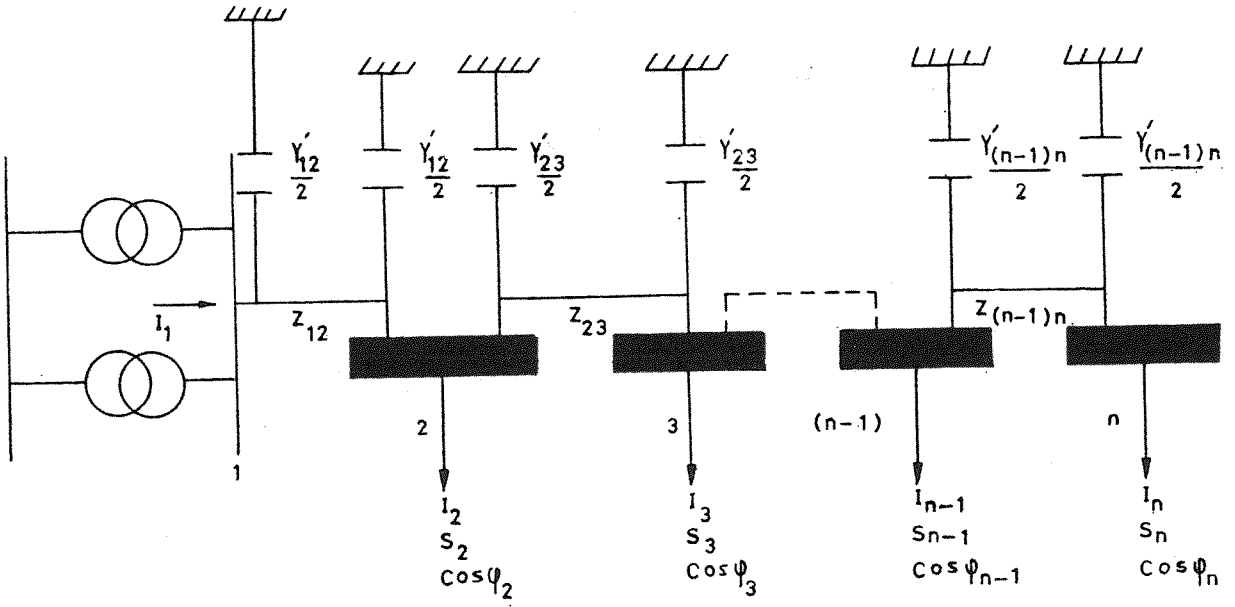 Y'12/2
Y'12/2
Y'23/2
Y'23/2
Y'(n-1)n/2
Y'(n-1)n/2
I1
Z12
Z23
Z(n-1)n
1
2
3
(n-1)
n
I2
S2
Cosφ2
I3
S3
Cosφ3
In-1
Sn-1
Cosφn-1
In
Sn
Cosφn